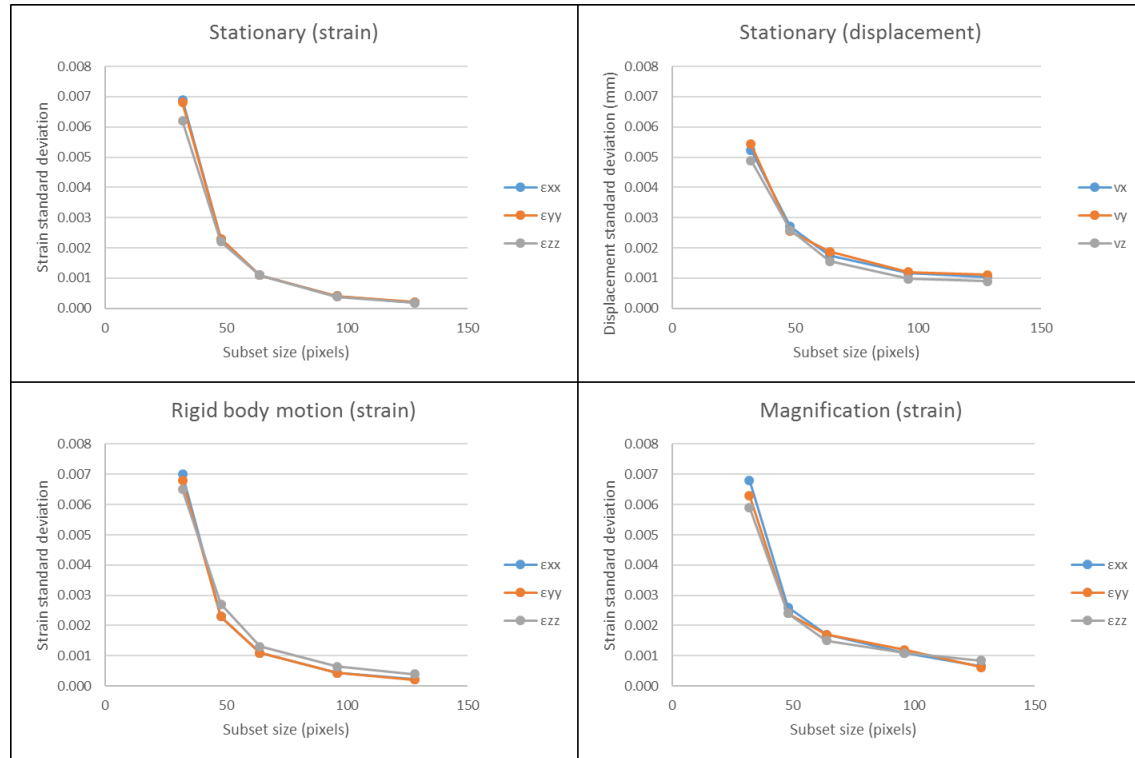 Stationary (strain)
Strain standard deviation
0.008
0.007
0.006
0.005
0.004
0.003
0.002
0.001
0.000
0
50
100
150
Subset size (pixels)
εxx
εyy
εzz
Stationary (displacement)
Displacement standard deviation (mm)
0.008
0.007
0.006
0.005
0.004
0.003
0.002
0.001
0.000
0
50
100
150
Subset size (pixels)
vx
vy
vz
Rigid body motion (strain)
Strain standard deviation
0.008
0.007
0.006
0.005
0.004
0.003
0.002
0.001
0.000
0
50
100
150
Subset size (pixels)
εxx
εyy
εzz
Magnification (strain)
Strain standard deviation
0.008
0.007
0.006
0.005
0.004
0.003
0.002
0.001
0.000
0
50
100
150
Subset size (pixels)
εxx
εyy
εzz